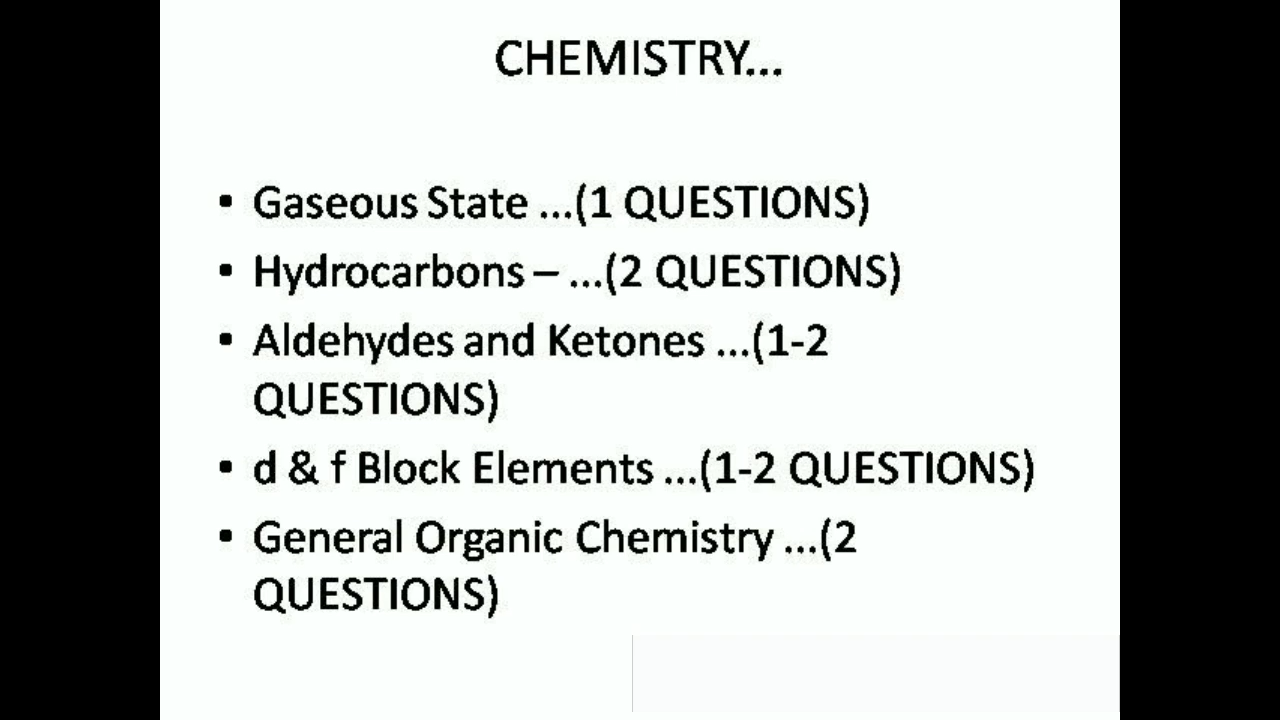 CHEMISTRY...
• Gaseous State ...(1 QUESTIONS)
• Hydrocarbons – ...(2 QUESTIONS)
• Aldehydes and Ketones ...(1-2
QUESTIONS)
• d & f Block Elements ...(1-2 QUESTIONS)
• General Organic Chemistry ...(2
QUESTIONS)